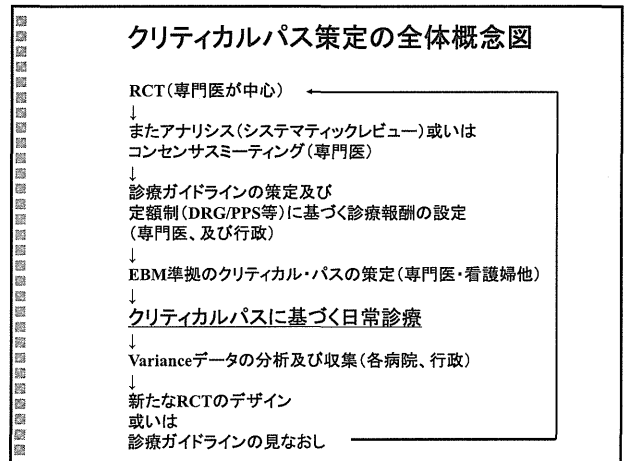 クリティカルパス策定の全体概念図
RCT(専門医が中心)
↓
またアナリシス(システマティックレビュー)或いは
コンセンサスミーティング(専門医)
↓
診療ガイドラインの策定及び
定額制(DRG/PPS等)に基づく診療報酬の設定
(専門医、及び行政)
↓
EBM準拠のクリティカル・パスの策定(専門医・看護婦他)
↓
クリティカルパスに基づく日常診療
↓
Varianceデータの分析及び収集(各病院、行政)
↓
新たなRCTのデザイン
或いは
診療ガイドラインの見なおし